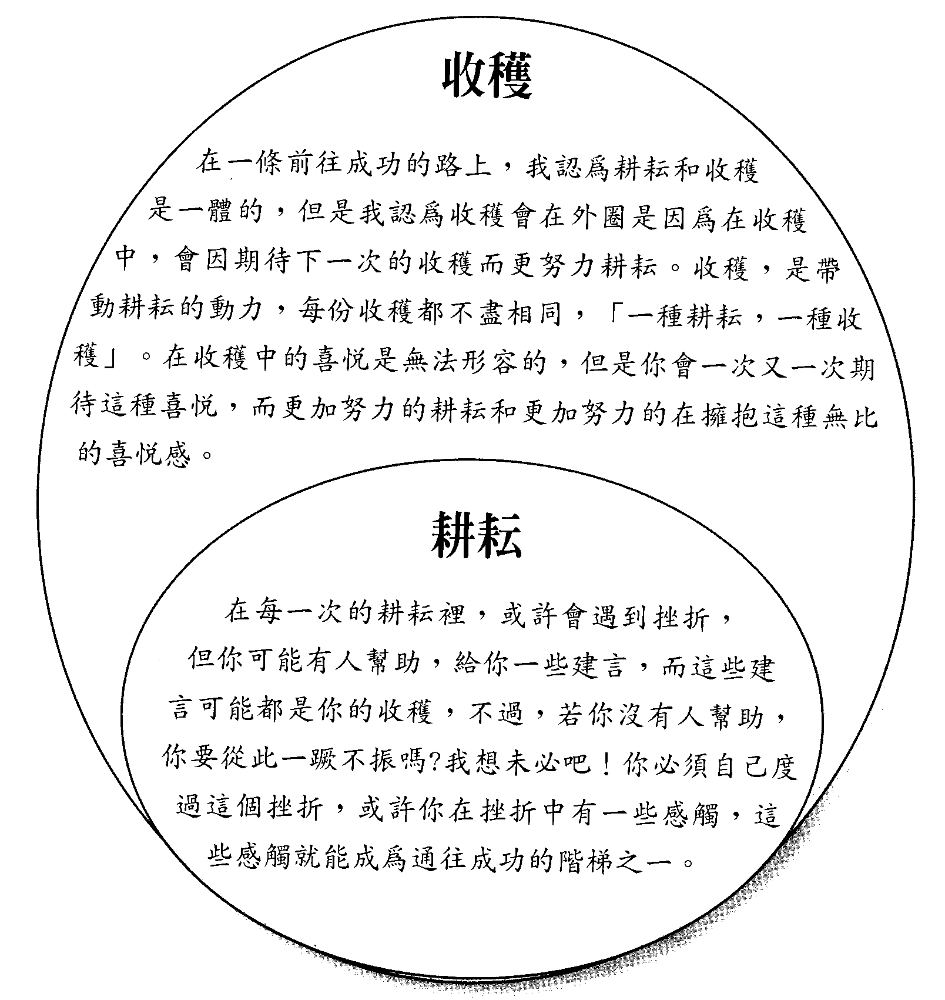 收穫
在一條前往成功的路上，我認爲耕耘和收穫
是一體的，但是我認爲收穫會在外圈是因爲在收穫
中，會因期待下一次的收穫而更努力耕耘。收穫，是帶
動耕耘的動力，每份收穫都不盡相同，「一種耕耘，一種收
穫」。在收穫中的喜悅是無法形容的，但是你會一次又一次期
待這種喜悅，而更加努力的耕耘和更加努力的在擁抱這種無比
的喜悅感。
耕耘
在每一次的耕耘裡，或許會遇到挫折，
但你可能有人幫助，給你一些建言，而這些建
言可能都是你的收穫，不過，若你沒有人幫助，
你要從此一蹶不振嗎?我想未必吧！你必須自己度
過這個挫折，或許你在挫折中有一些感觸，這
些感觸就能成爲通往成功的階梯之一。